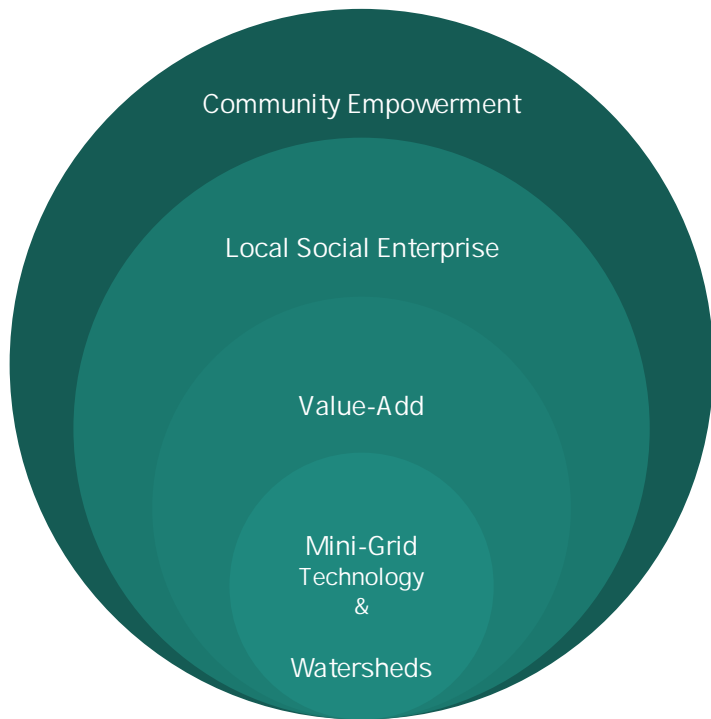 Community Empowerment
Local Social Enterprise
Value-Add
Mini-Grid
Technology
&
Watersheds